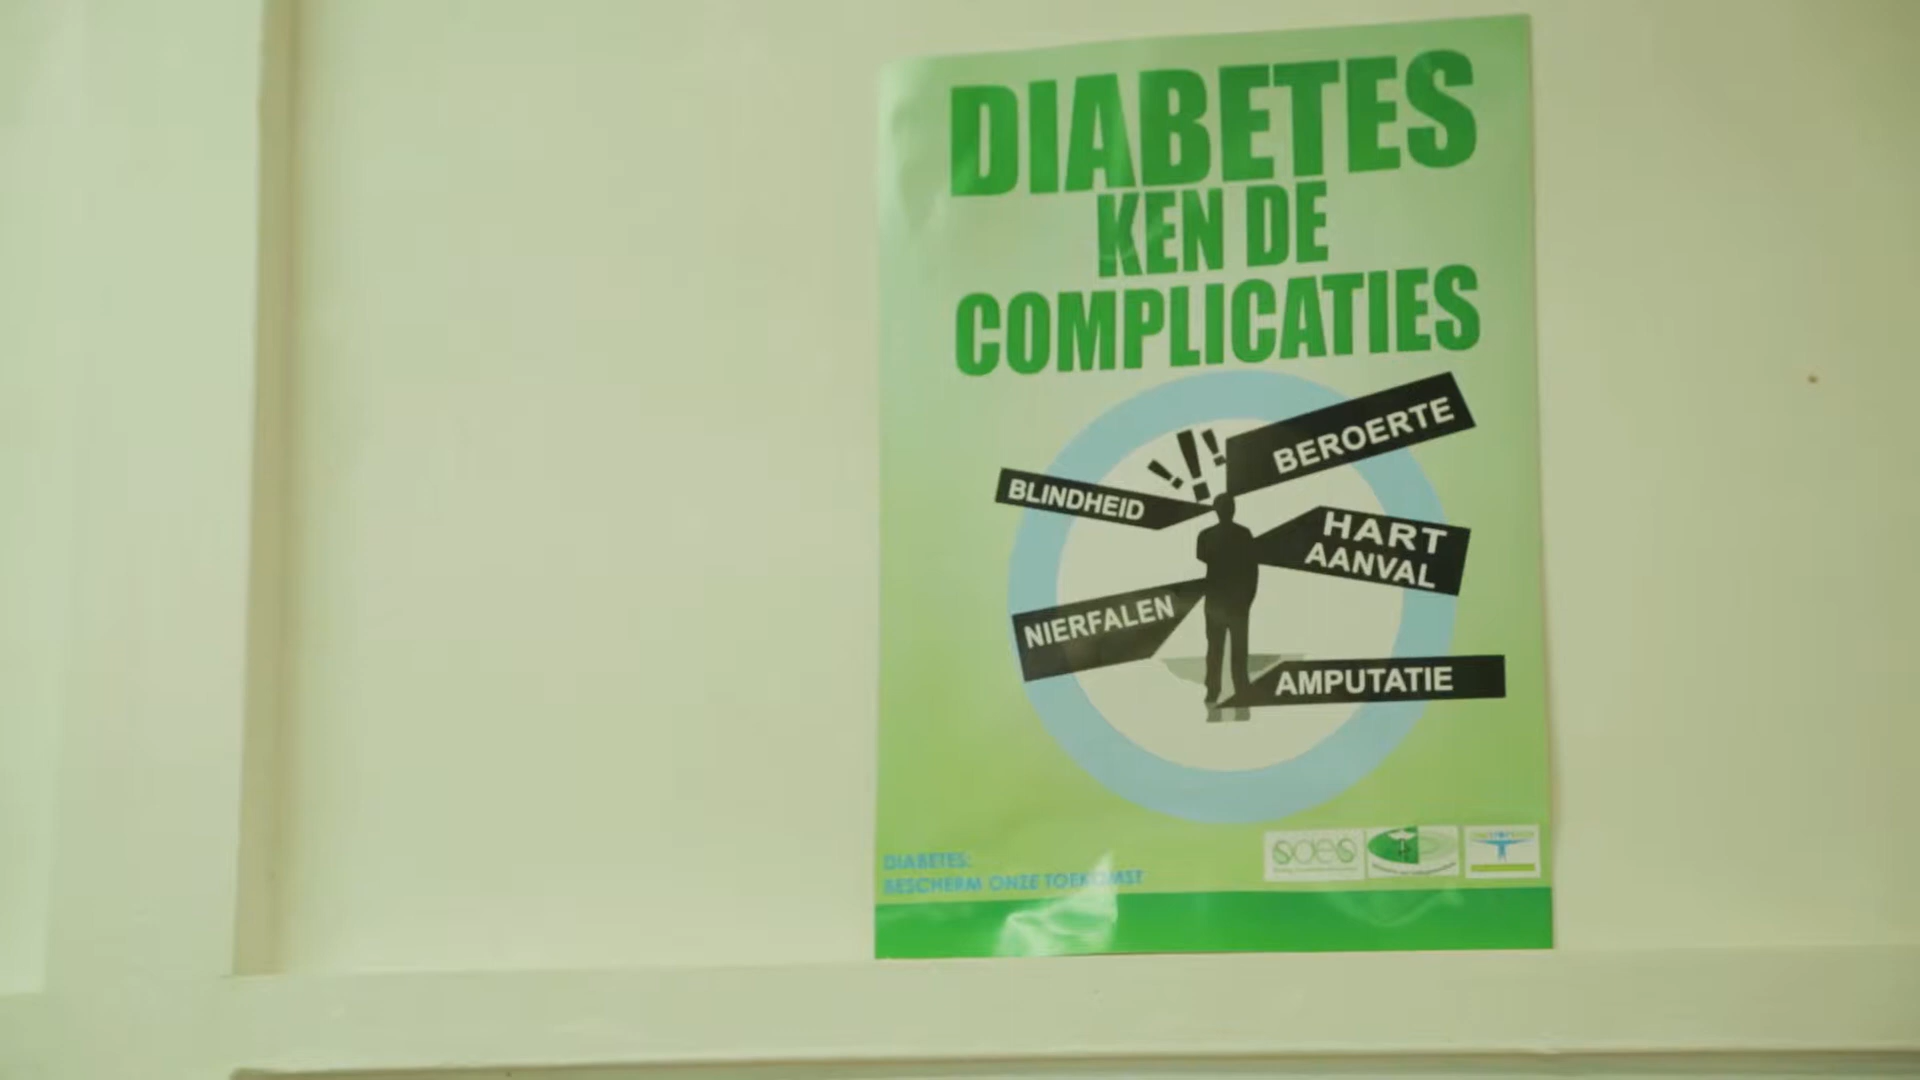 DIABETES
KEN DE
COMPLICATIES
BEROERTE
BLINDHEID
HART
AANVAL
NIERFALEN
AMPUTATIE
DIABETES:
BESCHERM ONZE TOEKOMST